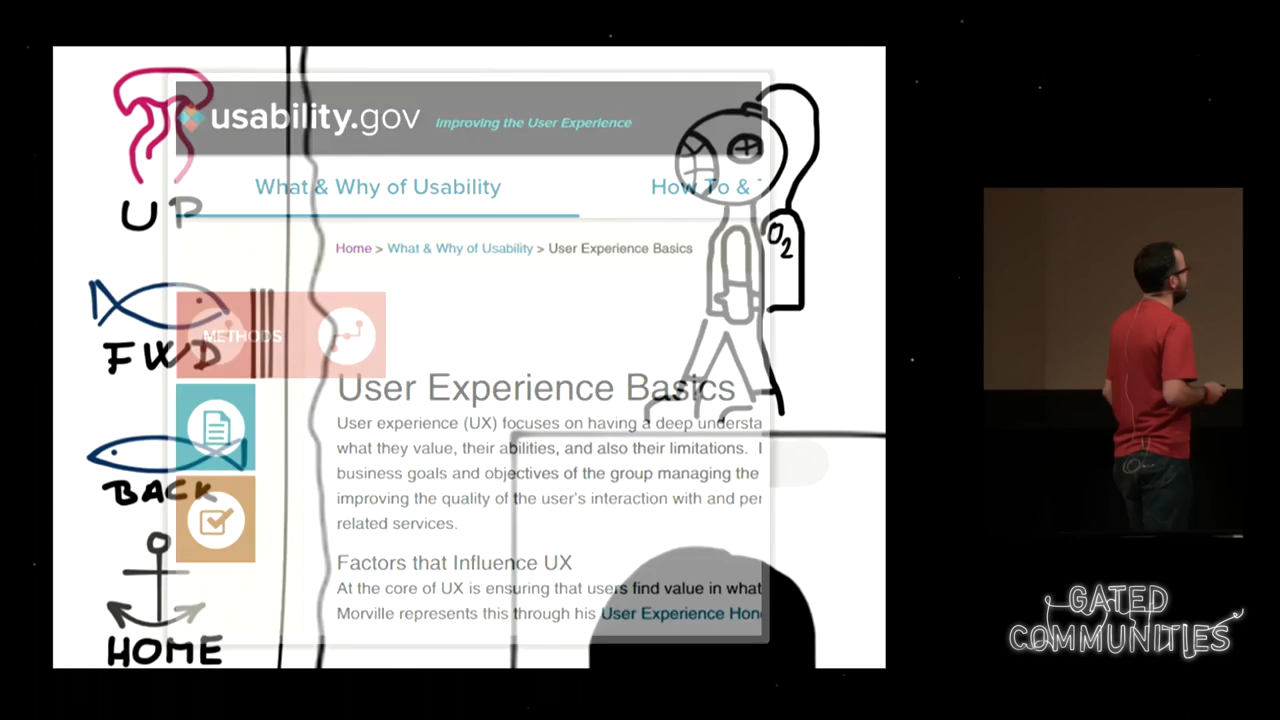 usability.gov Improving the User Experience
What & Why of Usability How To &
UP
Home > What & Why of Usability > User Experience Basics
O2
METHODS
FWD
User Experience Basics
User experience (UX) focuses on having a deep understa
what they value, their abilities, and also their limitations.
business goals and objectives of the group managing the
improving the quality of the user's interaction with and per
related services.
BACK
Factors that Influence UX
At the core of UX is ensuring that users find value in what
Morville represents this through his User Experience Hon
HOME
GATED
COMMUNITIES